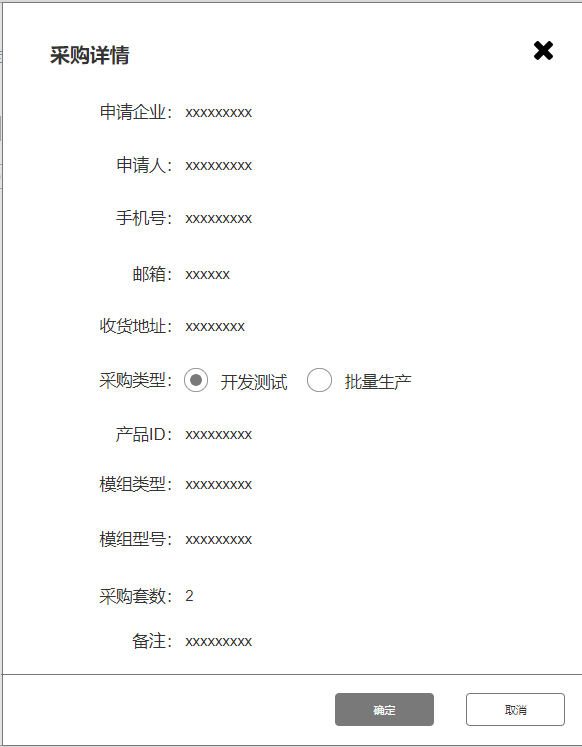 采购详情
申请企业： xxxxxxxxx
申请人： xxxxxxxxx
手机号： xxxxxxxxx
邮箱： xxxxxx
收货地址： xxxxxxxx
采购类型： 开发测试 批量生产
产品ID： xxxxxxxxx
模组类型： xxxxxxxxx
模组型号： xxxxxxxxx
采购套数： 2
备注： xxxxxxxxx
确定 取消